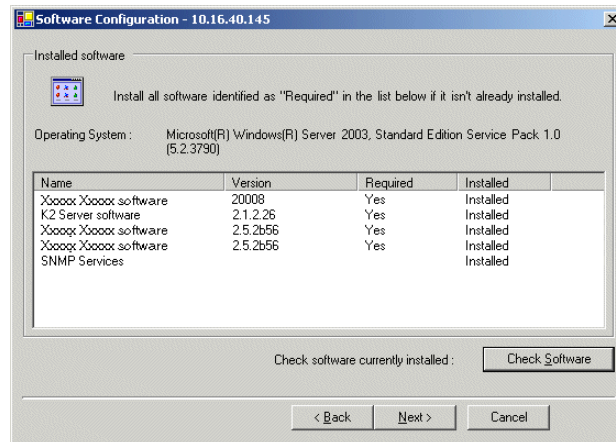 Software Configuration - 10.16.40.145
Installed software
Install all software identified as "Required" in the list below if it isn't already installed.
Operating System : Microsoft(R) Windows(R) Server 2003, Standard Edition Service Pack 1.0
(5.2.3790)
Name Version Required Installed
Xxxxx Xxxxx software 20008 Yes Installed
K2 Server software 2.1.2.26 Yes Installed
Xxxxx Xxxxx software 2.5.2b56 Yes Installed
Xxxxx Xxxxx software 2.5.2b56 Yes Installed
SNMP Services Installed
Check software currently installed : Check Software
< Back Next > Cancel